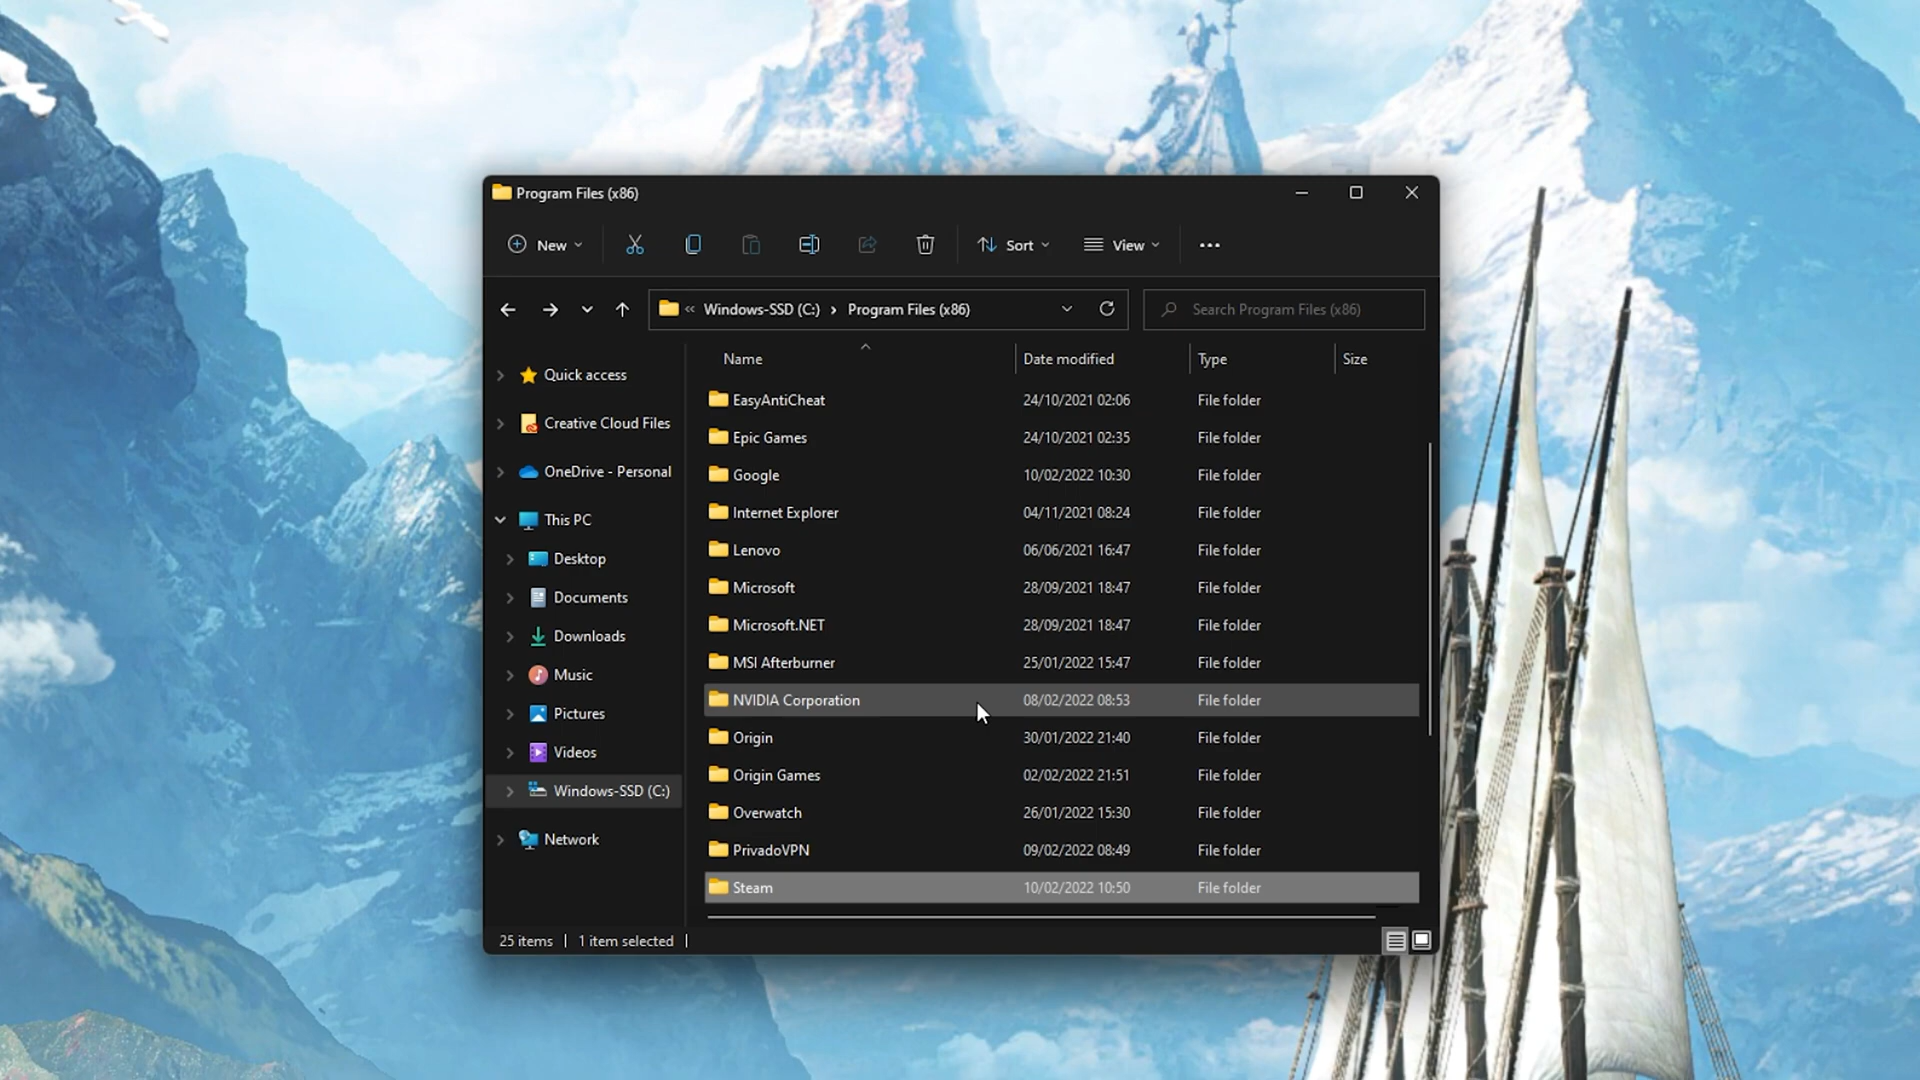 Program Files (x86)
New
Sort
View
« Windows-SSD (C:) › Program Files (x86)
Search Program Files (x86)
Quick access
Creative Cloud Files
OneDrive - Personal
This PC
Desktop
Documents
Downloads
Music
Pictures
Videos
Windows-SSD (C:)
Network
Name Date modified Type Size
EasyAntiCheat 24/10/2021 02:06 File folder
Epic Games 24/10/2021 02:35 File folder
Google 10/02/2022 10:30 File folder
Internet Explorer 04/11/2021 08:24 File folder
Lenovo 06/06/2021 16:47 File folder
Microsoft 28/09/2021 18:47 File folder
Microsoft.NET 28/09/2021 18:47 File folder
MSI Afterburner 25/01/2022 15:47 File folder
NVIDIA Corporation 08/02/2022 08:53 File folder
Origin 30/01/2022 21:40 File folder
Origin Games 02/02/2022 21:51 File folder
Overwatch 26/01/2022 15:30 File folder
PrivadoVPN 09/02/2022 08:49 File folder
Steam 10/02/2022 10:50 File folder
25 items | 1 item selected |